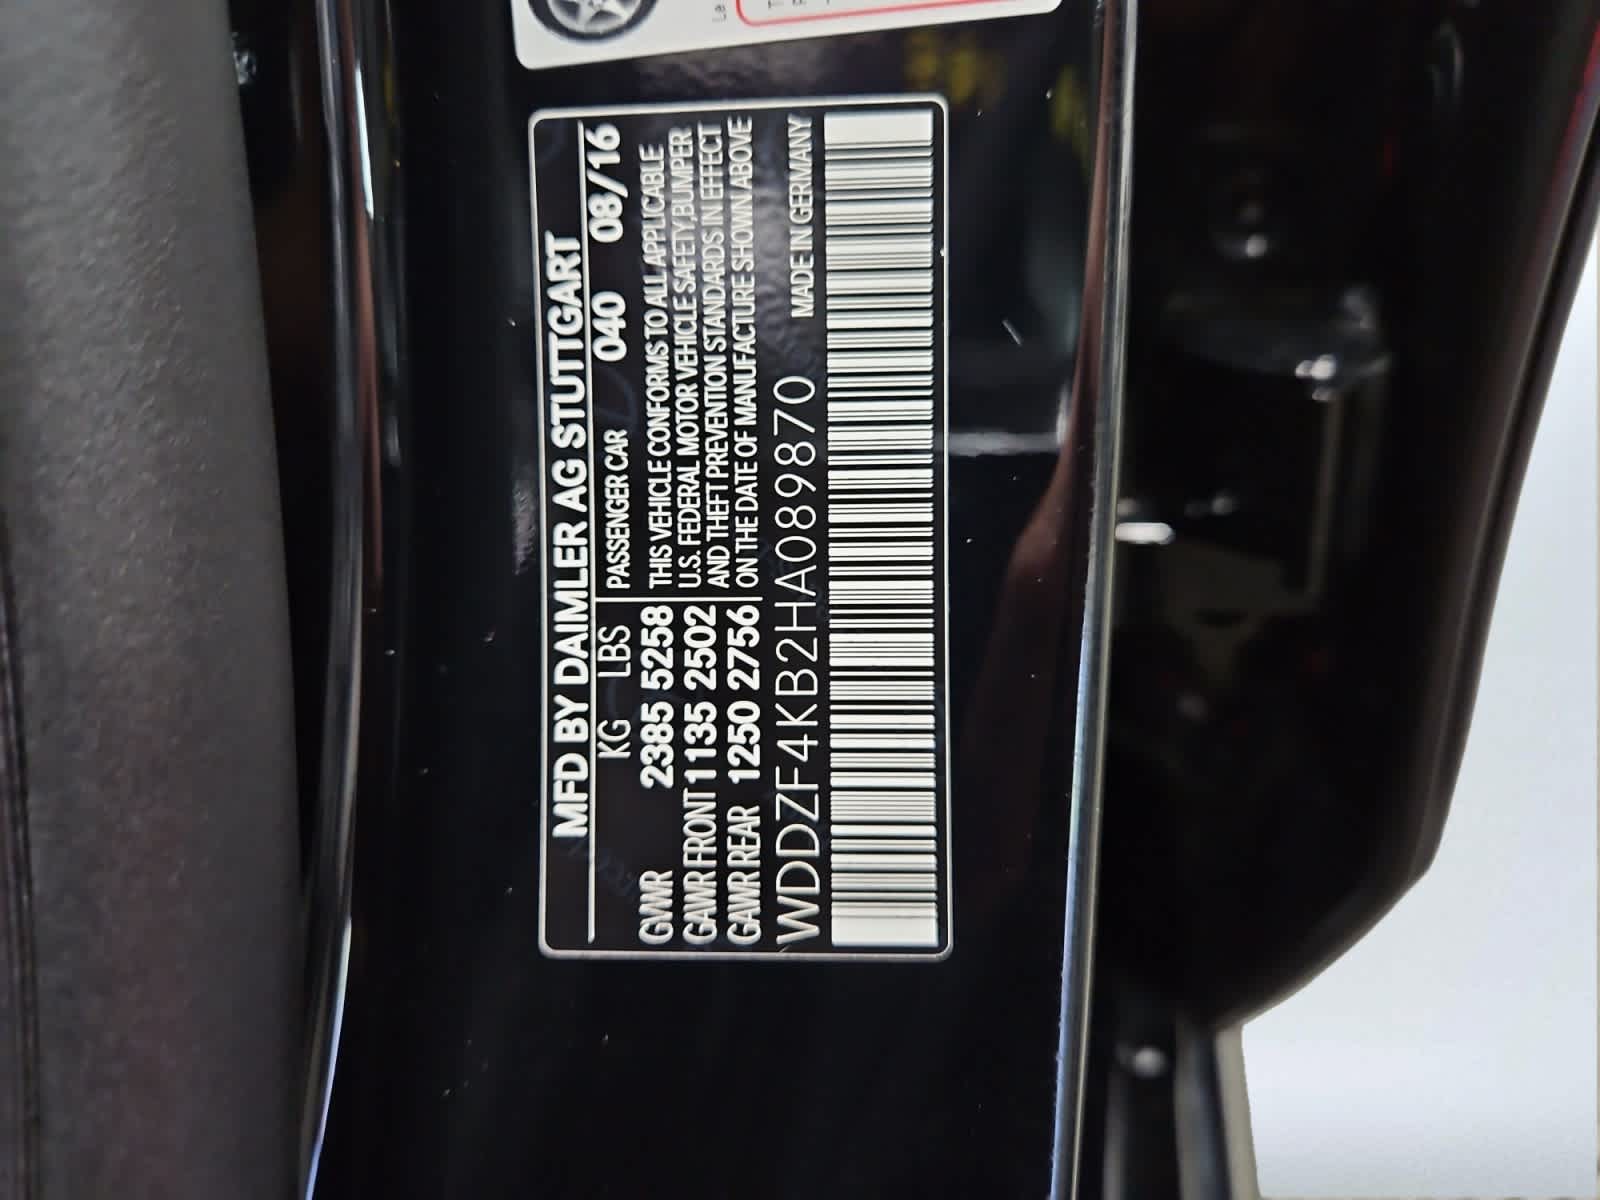 MFD BY DAIMLER AG STUTTGART
KG LBS PASSENGER CAR 040 08/16
GVWR 2385 5258 THIS VEHICLE CONFORMS TO ALL APPLICABLE
GAWR FRONT 1135 2502 U.S. FEDERAL MOTOR VEHICLE SAFETY, BUMPER
AND THEFT PREVENTION STANDARDS IN EFFECT
GAWR REAR 1250 2756 ON THE DATE OF MANUFACTURE SHOWN ABOVE
WDDZF4KB2HA089870 MADE IN GERMANY